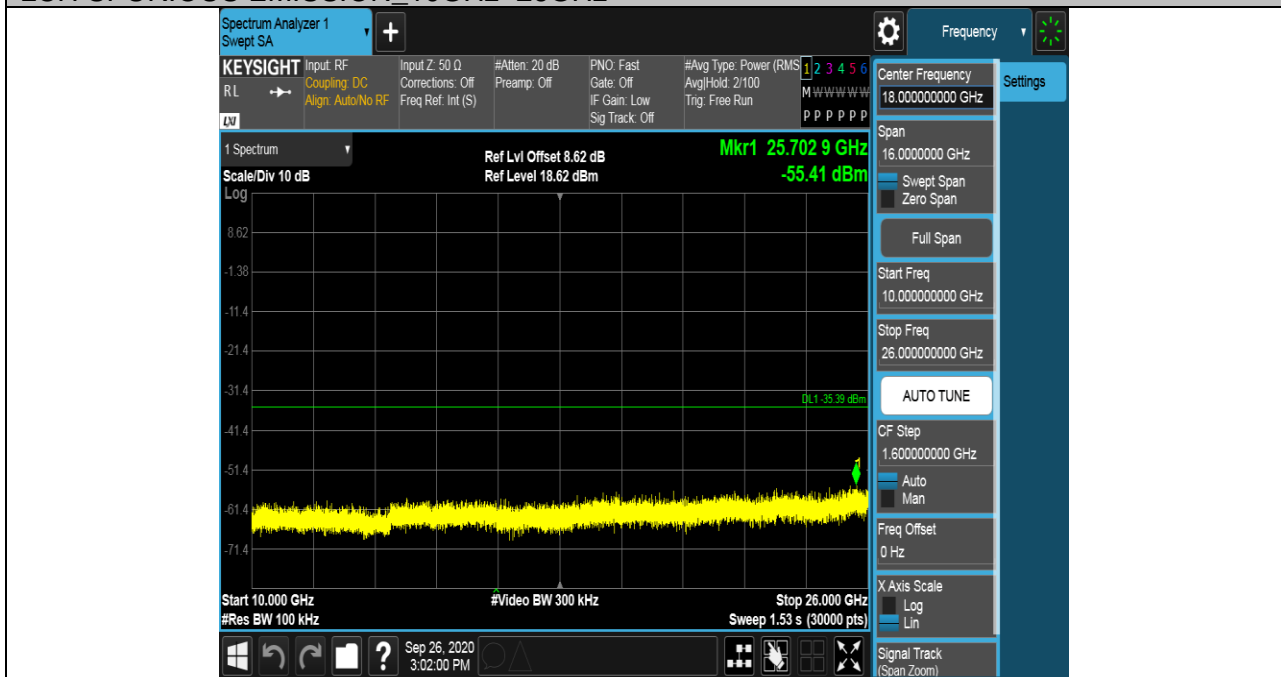 Spectrum Analyzer 1
Swept SA
+
Frequency
KEYSIGHT
RL
LXI
Input: RF
Coupling: DC
Align: Auto/No RF
Input Z: 50 Ω
Corrections: Off
Freq Ref: Int (S)
#Atten: 20 dB
Preamp: Off
PNO: Fast
Gate: Off
IF Gain: Low
Sig Track: Off
#Avg Type: Power (RMS
Avg|Hold: 2/100
Trig: Free Run
1 2 3 4 5 6
M W W W W W
P P P P P P
Center Frequency
18.000000000 GHz
Settings
1 Spectrum
Scale/Div 10 dB
Ref Lvl Offset 8.62 dB
Ref Level 18.62 dBm
Mkr1 25.702 9 GHz
-55.41 dBm
Span
16.0000000 GHz
Swept Span
Zero Span
Full Span
Start Freq
10.000000000 GHz
Stop Freq
26.000000000 GHz
AUTO TUNE
CF Step
1.600000000 GHz
Auto
Man
Freq Offset
0 Hz
X Axis Scale
Log
Lin
Signal Track
(Span Zoom)
Log
8.62
-1.38
-11.4
-21.4
-31.4
DL1 -35.39 dBm
-41.4
-51.4
1
-61.4
-71.4
Start 10.000 GHz
#Res BW 100 kHz
#Video BW 300 kHz
Stop 26.000 GHz
Sweep 1.53 s (30000 pts)
?
Sep 26, 2020
3:02:00 PM